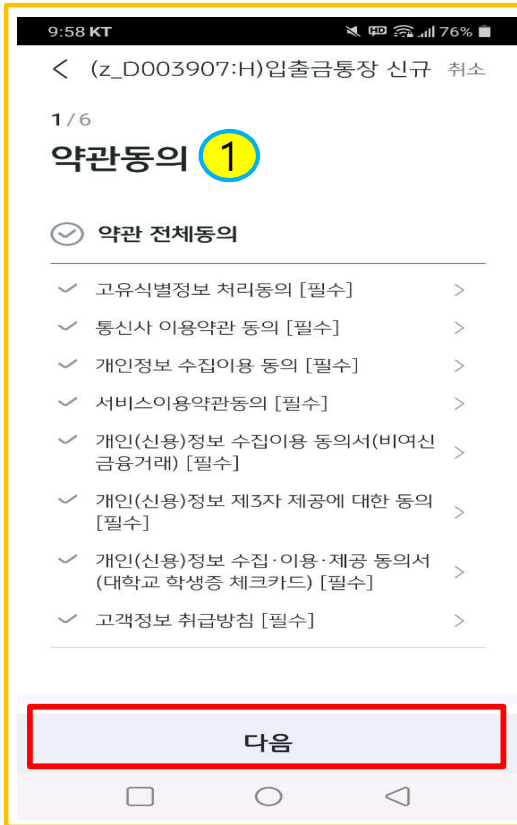 9:58 KT 76%
(z_D003907:H)입출금통장 신규 취소
1/6
약관동의 1
약관 전체동의
고유식별정보 처리동의 [필수]
통신사 이용약관 동의 [필수]
개인정보 수집이용 동의 [필수]
서비스이용약관동의 [필수]
개인(신용)정보 수집이용 동의서(비여신
금융거래) [필수]
개인(신용)정보 제3자 제공에 대한 동의
[필수]
개인(신용)정보 수집·이용·제공 동의서
(대학교 학생증 체크카드) [필수]
고객정보 취급방침 [필수]
다음